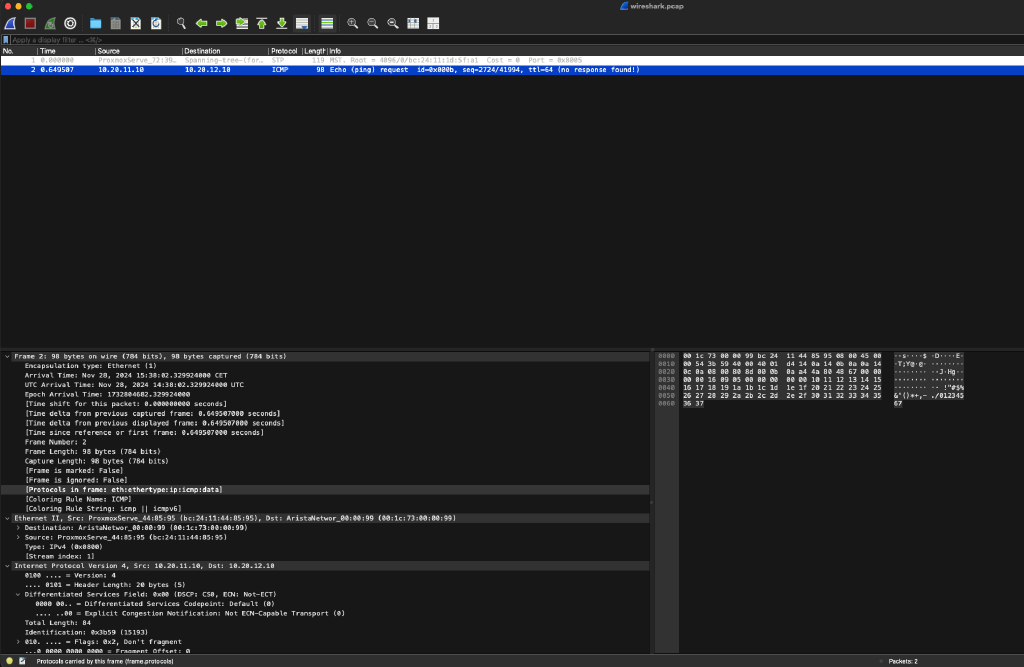 wireshark.pcap
Apply a display filter ... <⌘/>
No. Time Source Destination Protocol Length Info
1 0.000000 ProxmoxServe_72:39… Spanning-tree-(for… STP 119 MST. Root = 4096/0/bc:24:11:1d:5f:a1 Cost = 0 Port = 0x8005
2 0.649507 10.20.11.10 10.20.12.10 ICMP 98 Echo (ping) request id=0x000b, seq=2724/41994, ttl=64 (no response found!)
Frame 2: 98 bytes on wire (784 bits), 98 bytes captured (784 bits)
Encapsulation type: Ethernet (1)
Arrival Time: Nov 28, 2024 15:38:02.329924000 CET
UTC Arrival Time: Nov 28, 2024 14:38:02.329924000 UTC
Epoch Arrival Time: 1732804682.329924000
[Time shift for this packet: 0.000000000 seconds]
[Time delta from previous captured frame: 0.649507000 seconds]
[Time delta from previous displayed frame: 0.649507000 seconds]
[Time since reference or first frame: 0.649507000 seconds]
Frame Number: 2
Frame Length: 98 bytes (784 bits)
Capture Length: 98 bytes (784 bits)
[Frame is marked: False]
[Frame is ignored: False]
[Protocols in frame: eth:ethertype:ip:icmp:data]
[Coloring Rule Name: ICMP]
[Coloring Rule String: icmp || icmpv6]
Ethernet II, Src: ProxmoxServe_44:85:95 (bc:24:11:44:85:95), Dst: AristaNetwor_00:00:99 (00:1c:73:00:00:99)
Destination: AristaNetwor_00:00:99 (00:1c:73:00:00:99)
Source: ProxmoxServe_44:85:95 (bc:24:11:44:85:95)
Type: IPv4 (0x0800)
[Stream index: 1]
Internet Protocol Version 4, Src: 10.20.11.10, Dst: 10.20.12.10
0100 .... = Version: 4
.... 0101 = Header Length: 20 bytes (5)
Differentiated Services Field: 0x00 (DSCP: CS0, ECN: Not-ECT)
0000 00.. = Differentiated Services Codepoint: Default (0)
.... ..00 = Explicit Congestion Notification: Not ECN-Capable Transport (0)
Total Length: 84
Identification: 0x3b59 (15193)
010. .... = Flags: 0x2, Don't fragment
...0 0000 0000 0000 = Fragment Offset: 0
0000 00 1c 73 00 00 99 bc 24 11 44 85 95 08 00 45 00 ··s····$ ·D····E·
0010 00 54 3b 59 40 00 40 01 d4 14 0a 14 0b 0a 0a 14 ·T;Y@·@· ········
0020 0c 0a 08 00 80 8d 00 0b 0a a4 4a 80 48 67 00 00 ········ ··J·Hg··
0030 00 00 16 09 05 00 00 00 00 00 10 11 12 13 14 15 ········ ········
0040 16 17 18 19 1a 1b 1c 1d 1e 1f 20 21 22 23 24 25 ········ ·· !"#$%
0050 26 27 28 29 2a 2b 2c 2d 2e 2f 30 31 32 33 34 35 &'()*+,- ./012345
0060 36 37 67
Protocols carried by this frame (frame.protocols)
Packets: 2